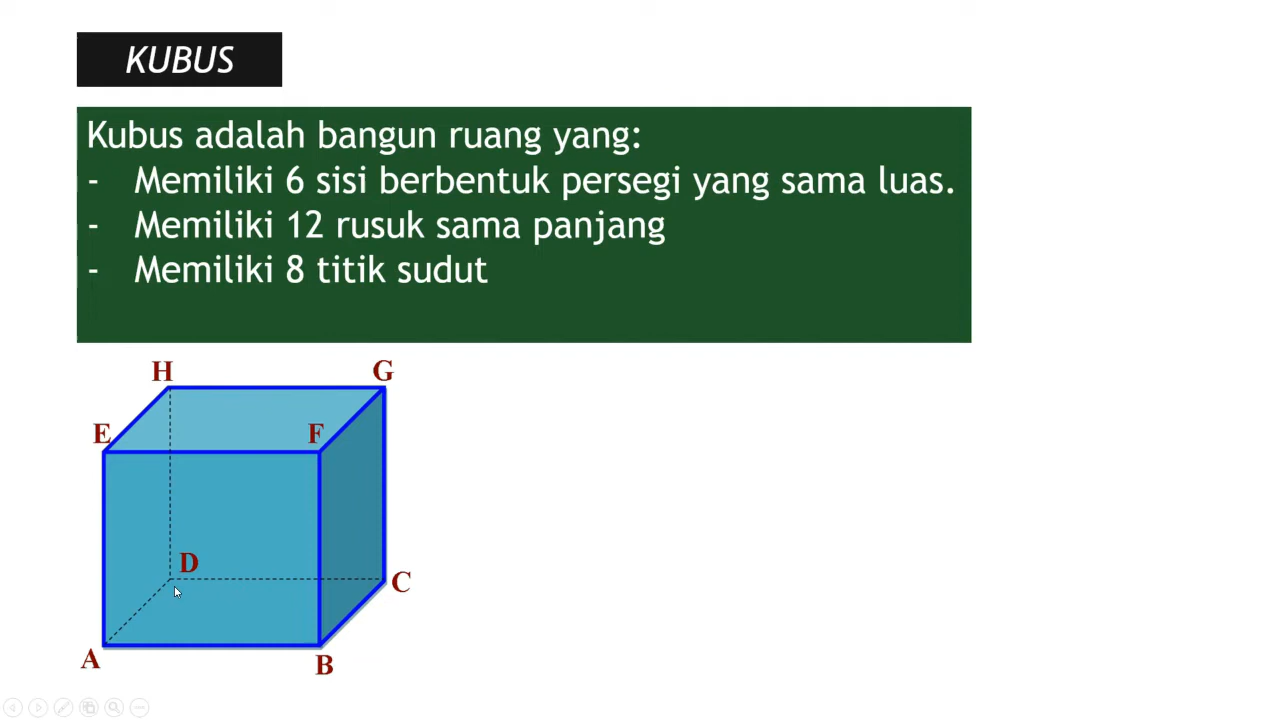 KUBUS
Kubus adalah bangun ruang yang:
- Memiliki 6 sisi berbentuk persegi yang sama luas.
- Memiliki 12 rusuk sama panjang
- Memiliki 8 titik sudut
H
G
E
F
D
C
A
B